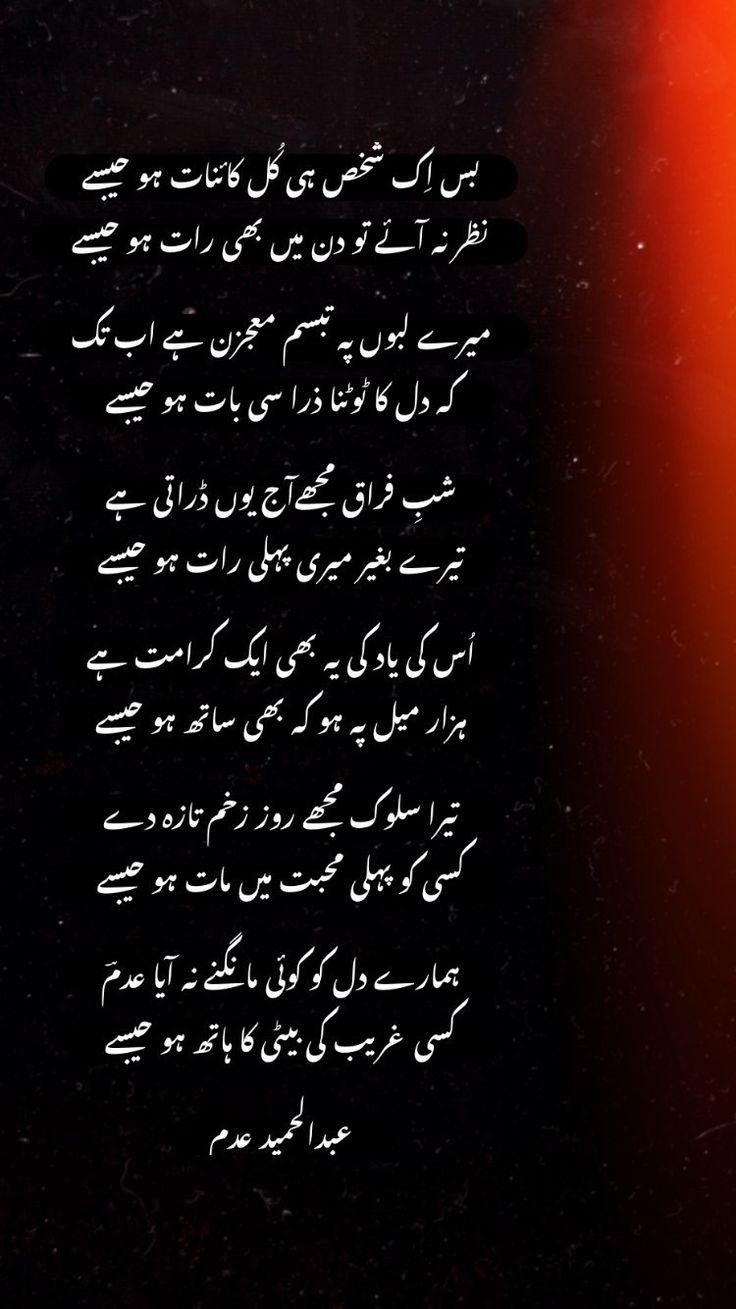 بس اِک شخص ہی کُل کائنات ہو جیسے
نظر نہ آئے تو دن میں بھی رات ہو جیسے
میرے لبوں پہ تبسم معجزن ہے اب تک
کہ دل کا ٹوٹنا ذرا سی بات ہو جیسے
شبِ فراق مجھے آج یوں ڈراتی ہے
تیرے بغیر میری پہلی رات ہو جیسے
اُس کی یاد کی یہ بھی ایک کرامت ہے
ہزار میل پہ ہو کہ بھی ساتھ ہو جیسے
تیرا سلوک مجھے روز زخم تازہ دے
کسی کو پہلی محبت میں مات ہو جیسے
ہمارے دل کو کوئی مانگنے نہ آیا عدمؔ
کسی غریب کی بیٹی کا ہاتھ ہو جیسے
عبدالحمید عدم